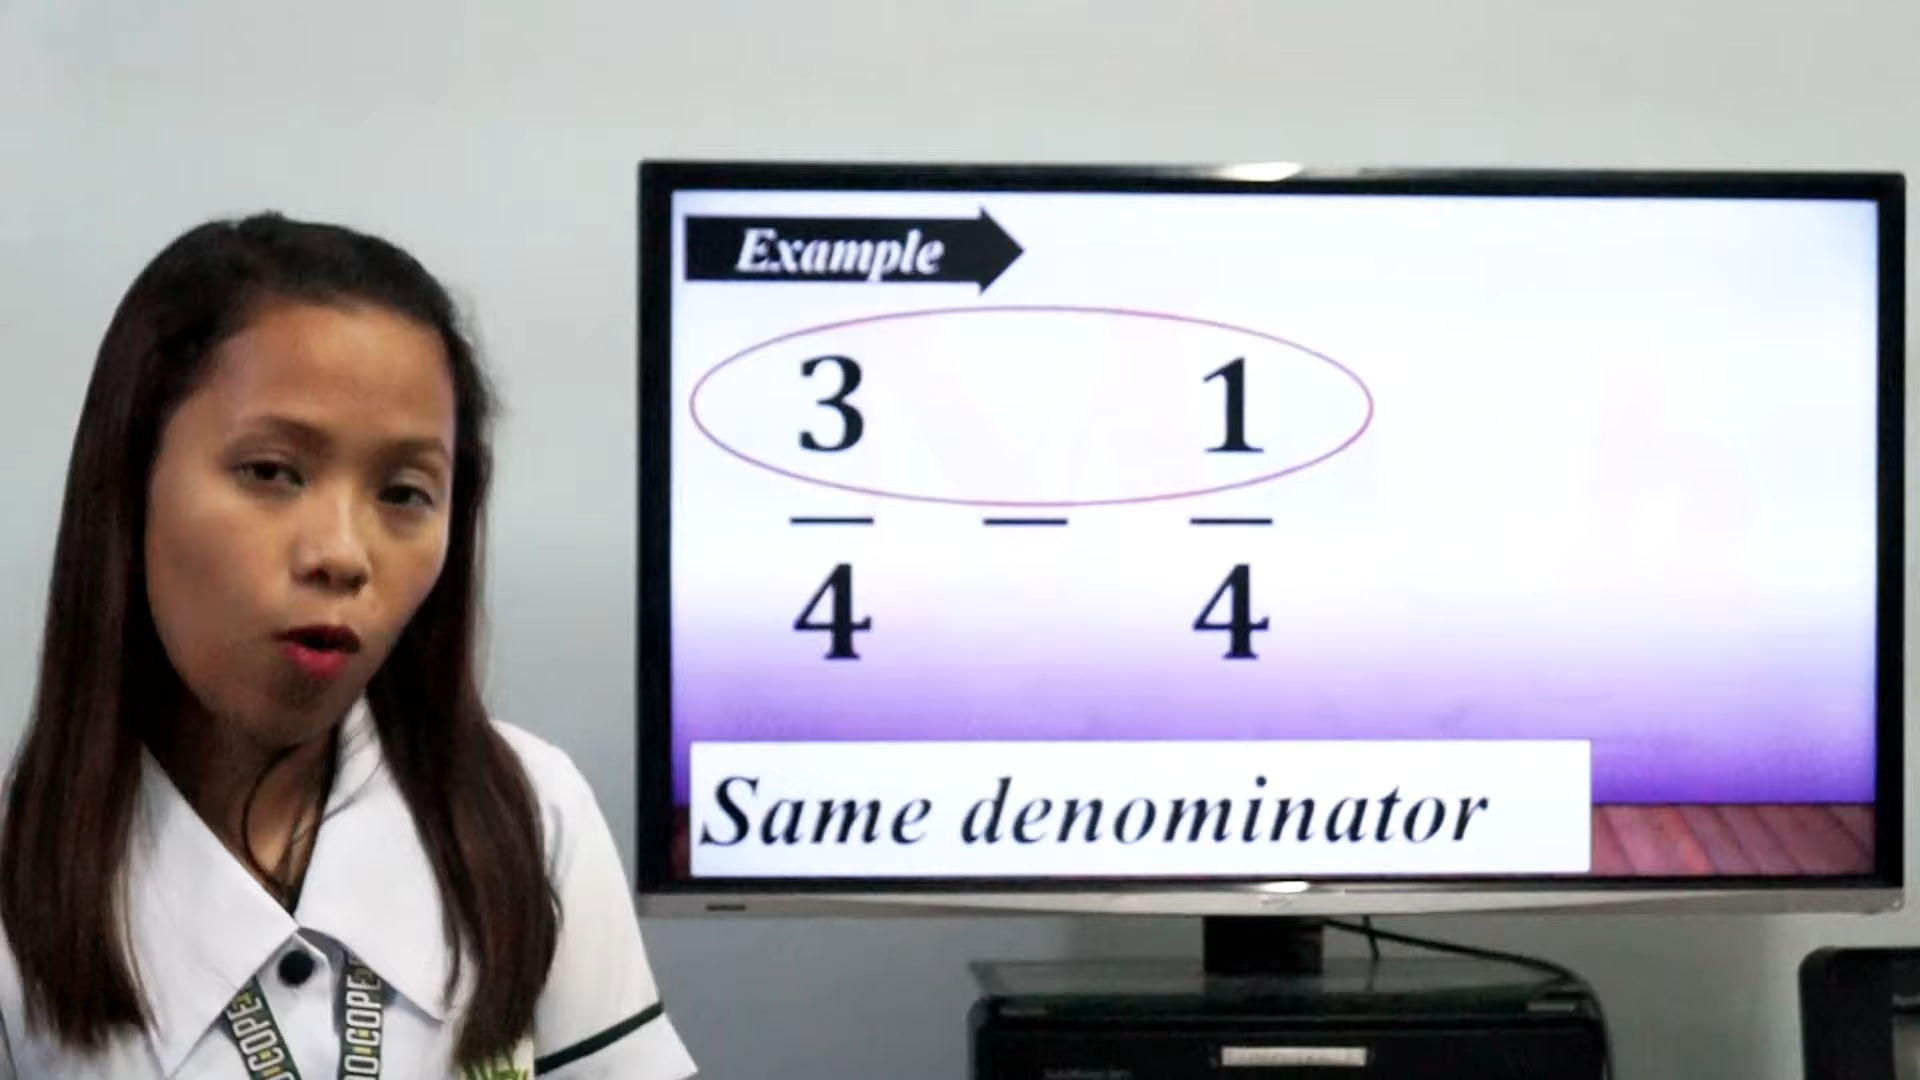 Example
3 1
— — —
4 4
Same denominator